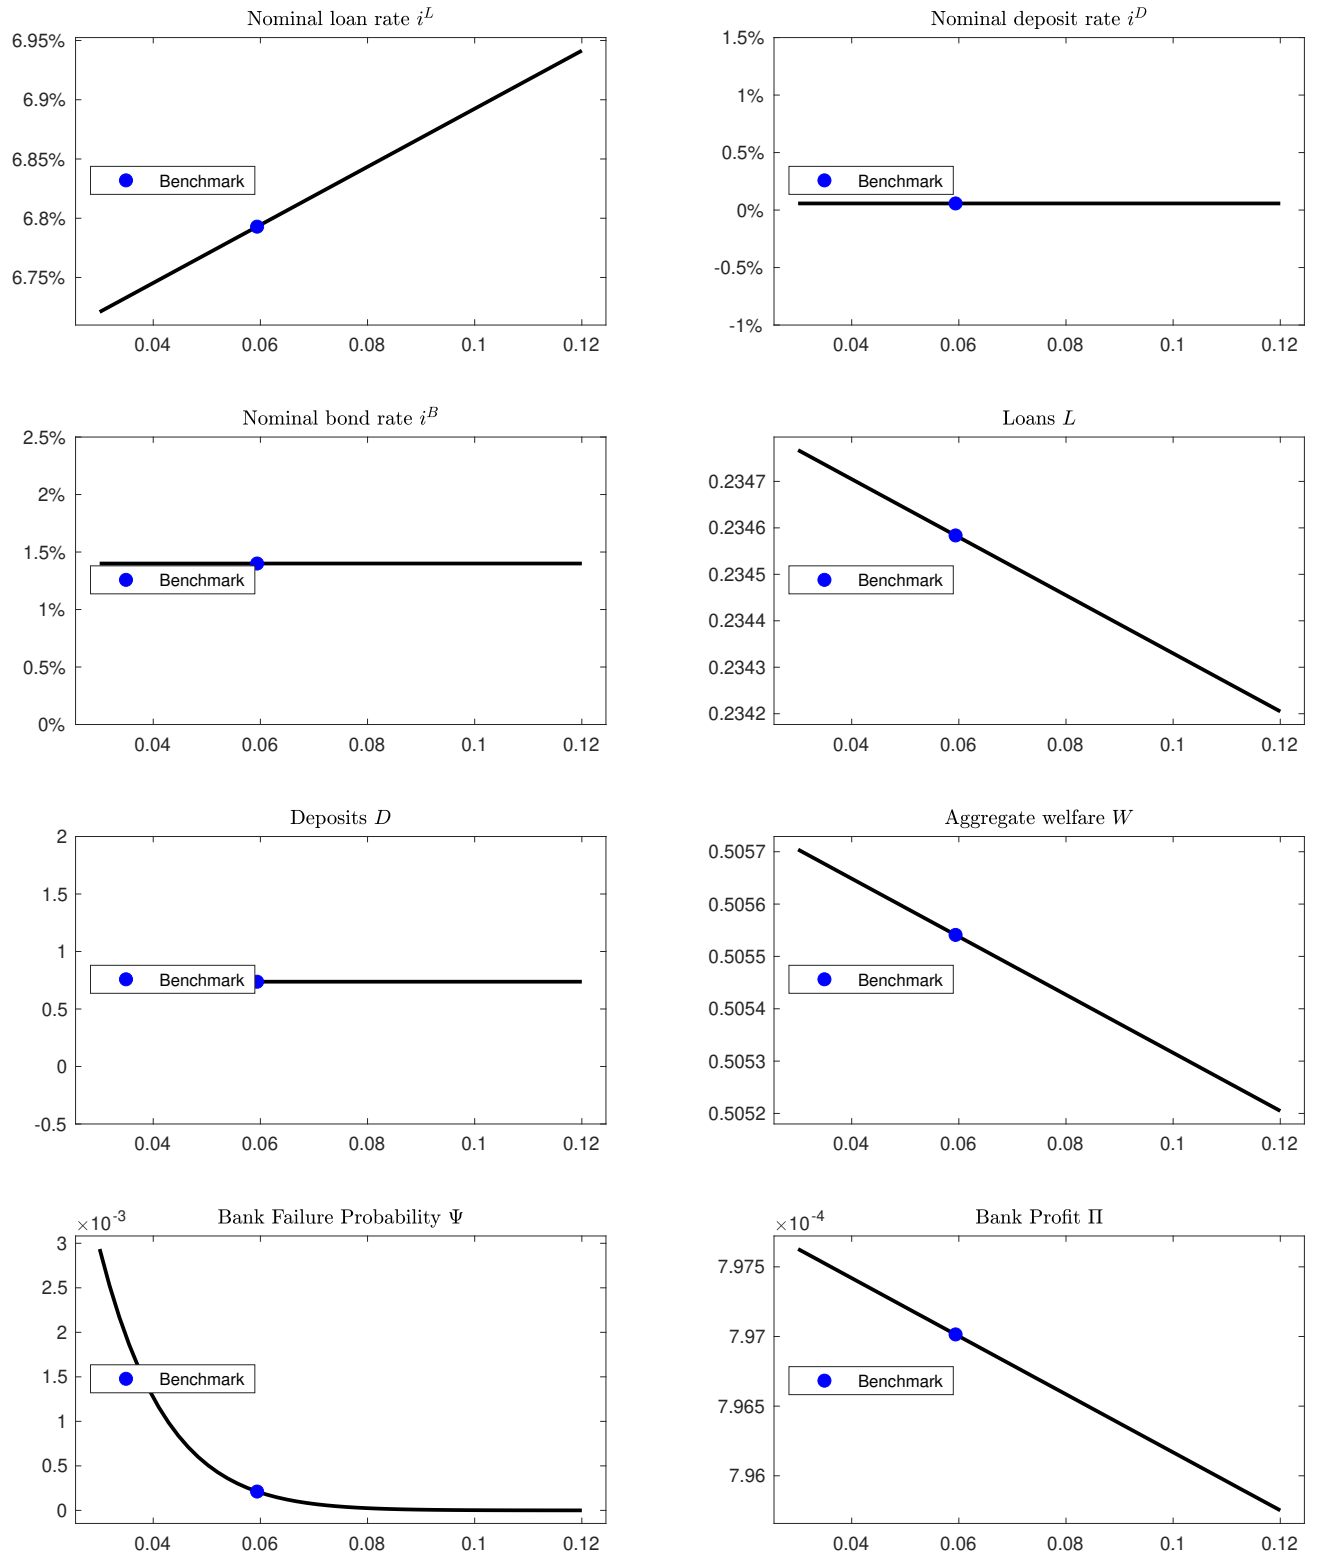 Nominal loan rate i^L
6.95%
6.9%
6.85%
6.8%
6.75%
Benchmark
0.04 0.06 0.08 0.1 0.12
Nominal deposit rate i^D
1.5%
1%
0.5%
0%
-0.5%
-1%
Benchmark
0.04 0.06 0.08 0.1 0.12
Nominal bond rate i^B
2.5%
2%
1.5%
1%
0.5%
0%
Benchmark
0.04 0.06 0.08 0.1 0.12
Loans L
0.2347
0.2346
0.2345
0.2344
0.2343
0.2342
Benchmark
0.04 0.06 0.08 0.1 0.12
Deposits D
2
1.5
1
0.5
0
-0.5
Benchmark
0.04 0.06 0.08 0.1 0.12
Aggregate welfare W
0.5057
0.5056
0.5055
0.5054
0.5053
0.5052
Benchmark
0.04 0.06 0.08 0.1 0.12
Bank Failure Probability Ψ
×10^-3
3
2.5
2
1.5
1
0.5
0
Benchmark
0.04 0.06 0.08 0.1 0.12
Bank Profit Π
×10^-4
7.975
7.97
7.965
7.96
Benchmark
0.04 0.06 0.08 0.1 0.12